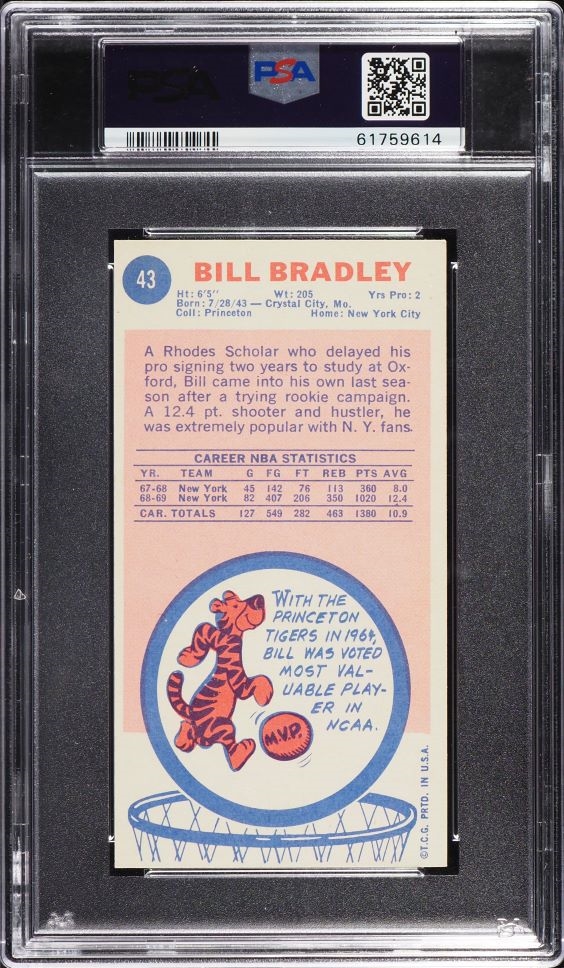 PSA
PSA
61759614
43
BILL BRADLEY
Ht: 6'5" Wt: 205 Yrs Pro: 2
Born: 7/28/43 — Crystal City, Mo.
Coll: Princeton Home: New York City
A Rhodes Scholar who delayed his
pro signing two years to study at Ox-
ford, Bill came into his own last sea-
son after a trying rookie campaign.
A 12.4 pt. shooter and hustler, he
was extremely popular with N. Y. fans.
CAREER NBA STATISTICS
YR. TEAM G FG FT REB PTS AVG
67-68 New York 45 142 76 113 360 8.0
68-69 New York 82 407 206 350 1020 12.4
CAR. TOTALS 127 549 282 463 1380 10.9
WITH THE
PRINCETON
TIGERS IN 1964,
BILL WAS VOTED
MOST VAL-
UABLE PLAY-
ER IN
NCAA.
M.V.P.
©T.C.G. PRTD. IN U.S.A.